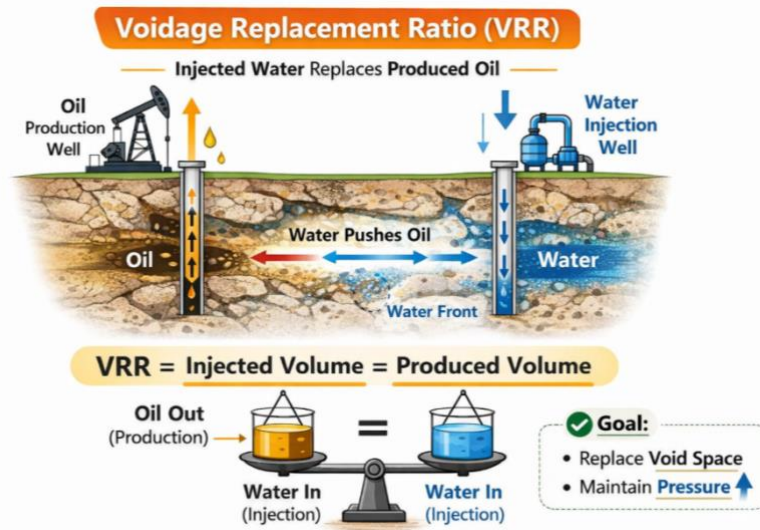 Voidage Replacement Ratio (VRR)
Injected Water Replaces Produced Oil
Oil
Production
Well
Water
Injection
Well
Water Pushes Oil
Oil
Water
Water Front
VRR = Injected Volume = Produced Volume
Oil Out
(Production)
=
Water In
(Injection)
Water In
(Injection)
Goal:
• Replace Void Space
• Maintain Pressure